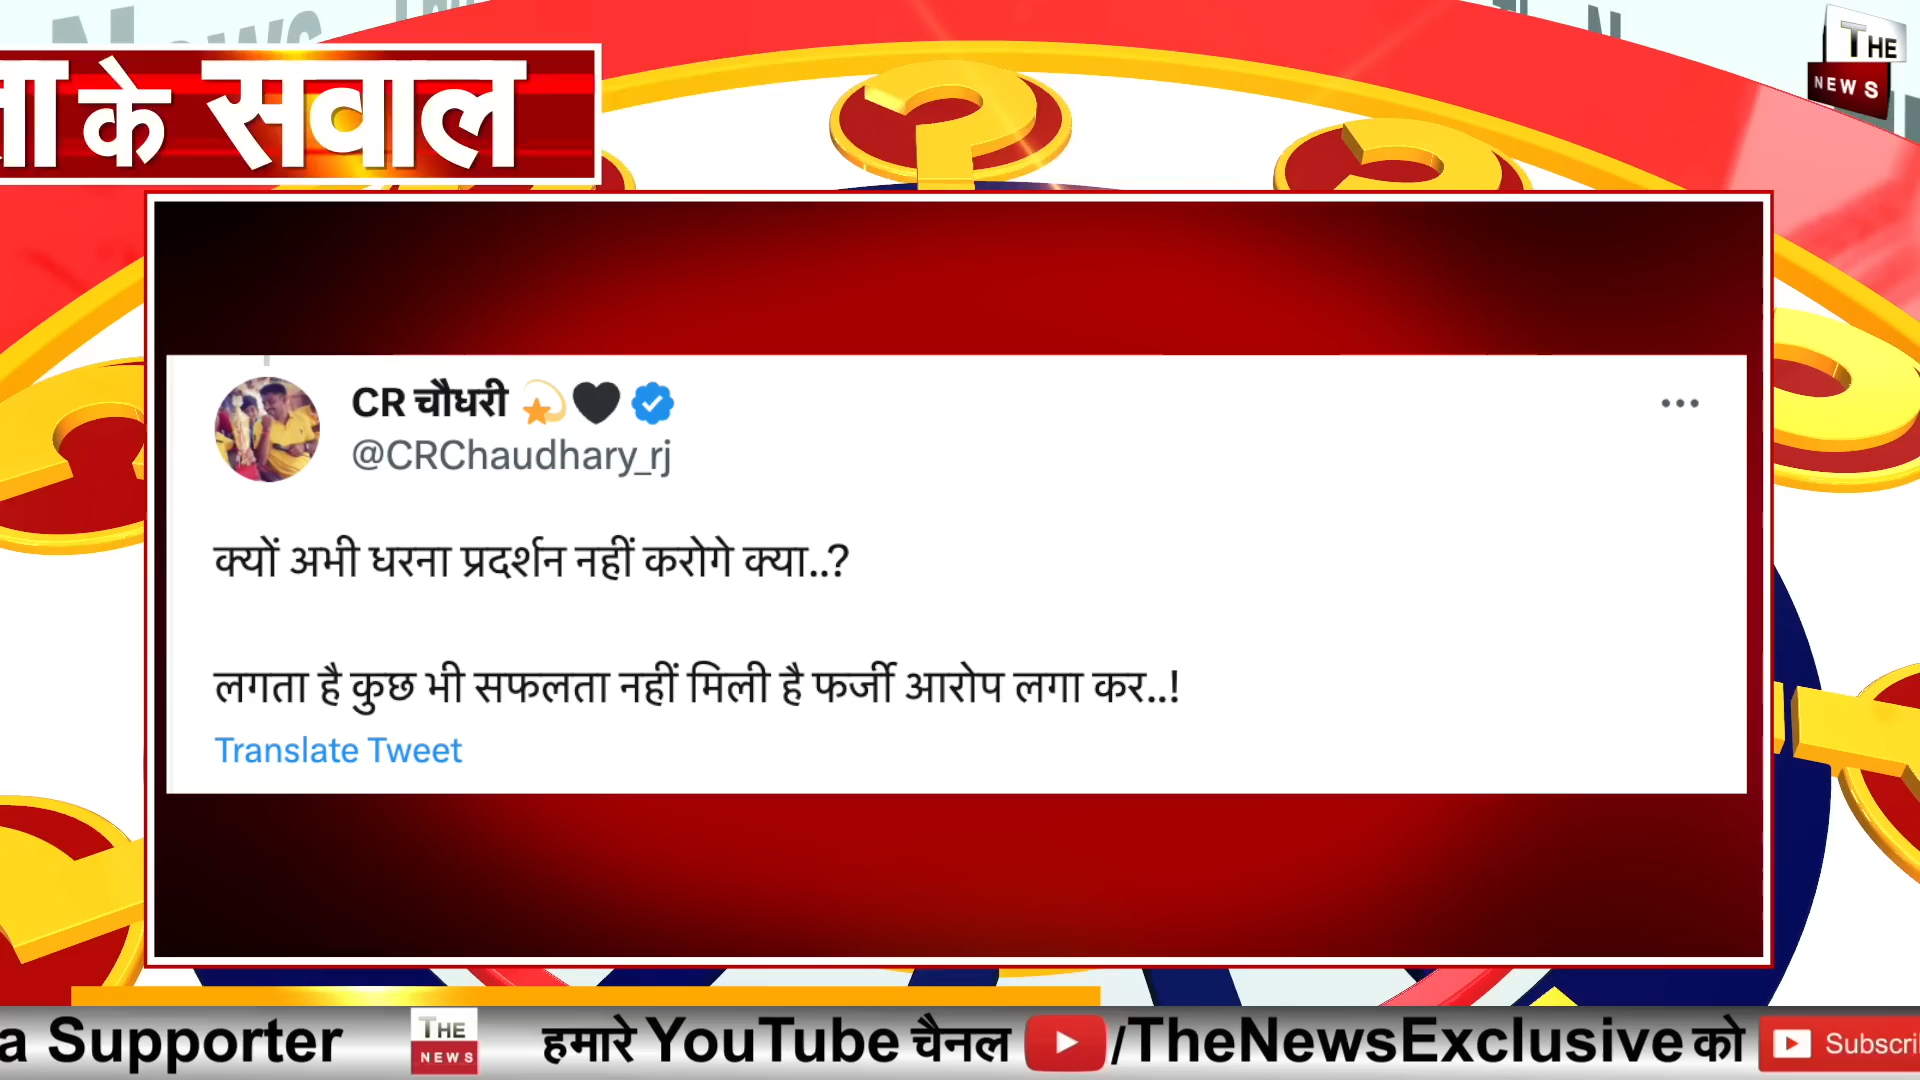 के सवाल
THE
NEWS
CR चौधरी
@CRChaudhary_rj
क्यों अभी धरना प्रदर्शन नहीं करोगे क्या..?
लगता है कुछ भी सफलता नहीं मिली है फर्जी आरोप लगा कर..!
Translate Tweet
a Supporter
THE
NEWS
हमारे YouTube चैनल /TheNewsExclusive को